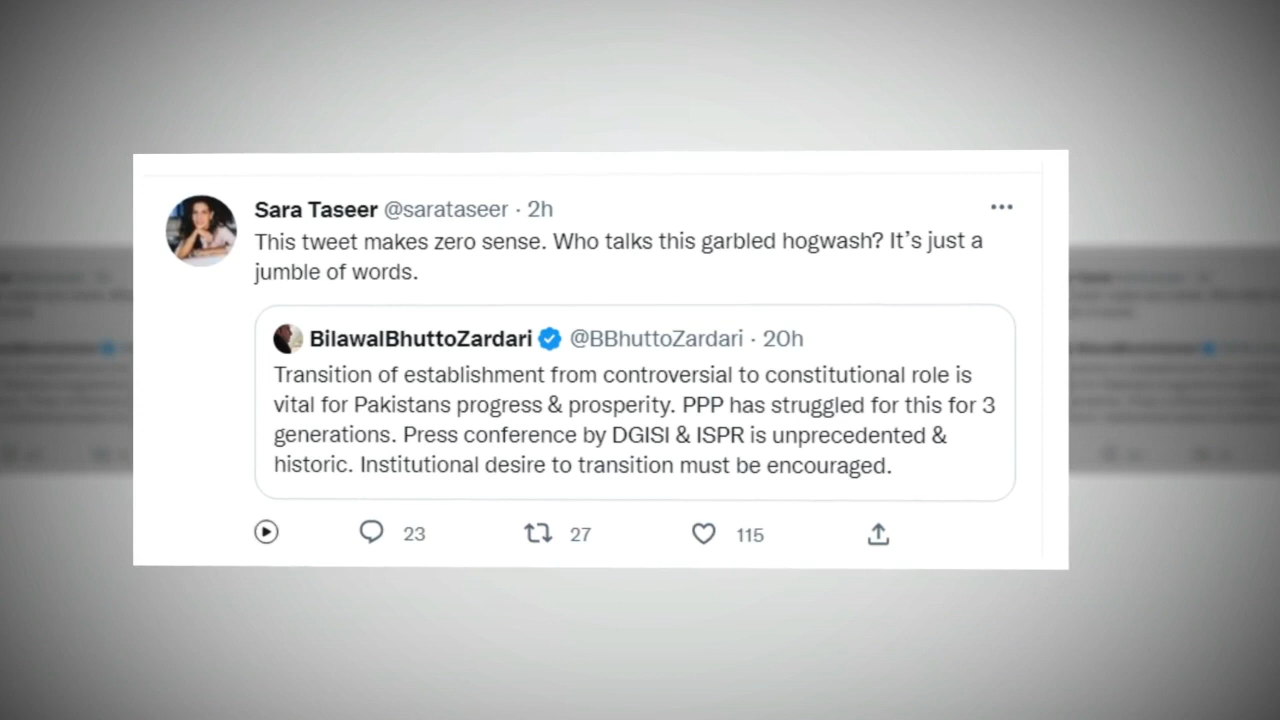 Sara Taseer @sarataseer · 2h
This tweet makes zero sense. Who talks this garbled hogwash? It’s just a
jumble of words.
BilawalBhuttoZardari @BBhuttoZardari · 20h
Transition of establishment from controversial to constitutional role is
vital for Pakistans progress & prosperity. PPP has struggled for this for 3
generations. Press conference by DGISI & ISPR is unprecedented &
historic. Institutional desire to transition must be encouraged.
23 27 115